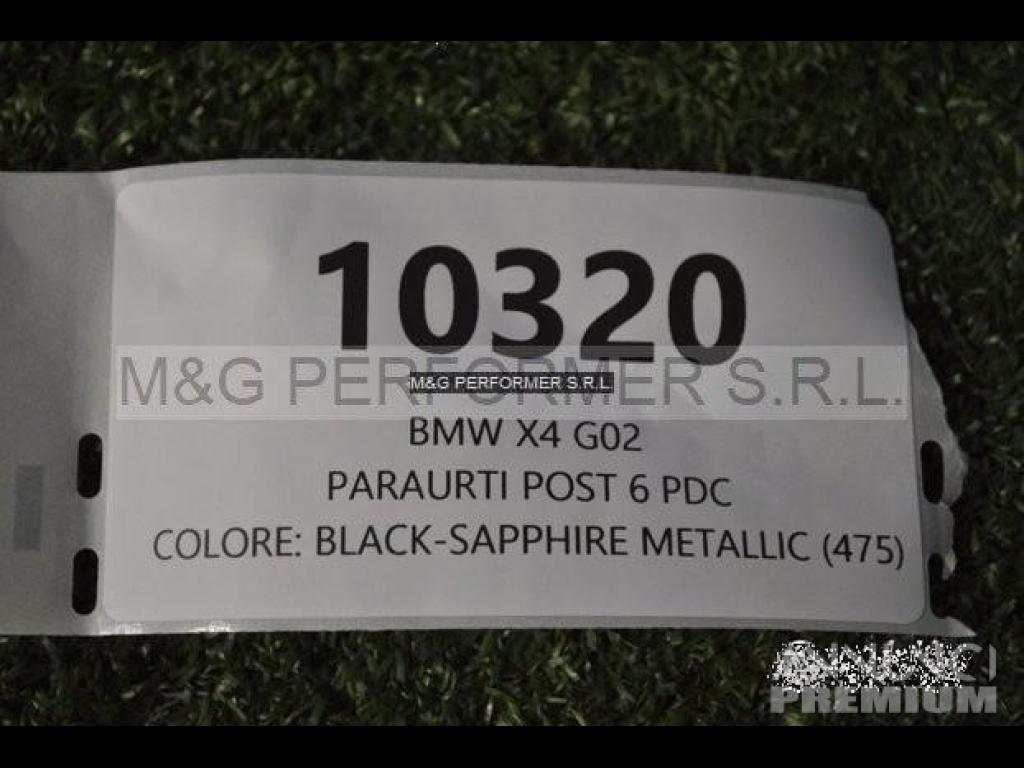 10320
M&G PERFORMER S.R.L.
M&G PERFORMER S.R.L.
BMW X4 G02
PARAURTI POST 6 PDC
COLORE: BLACK-SAPPHIRE METALLIC (475)
PREMIUM